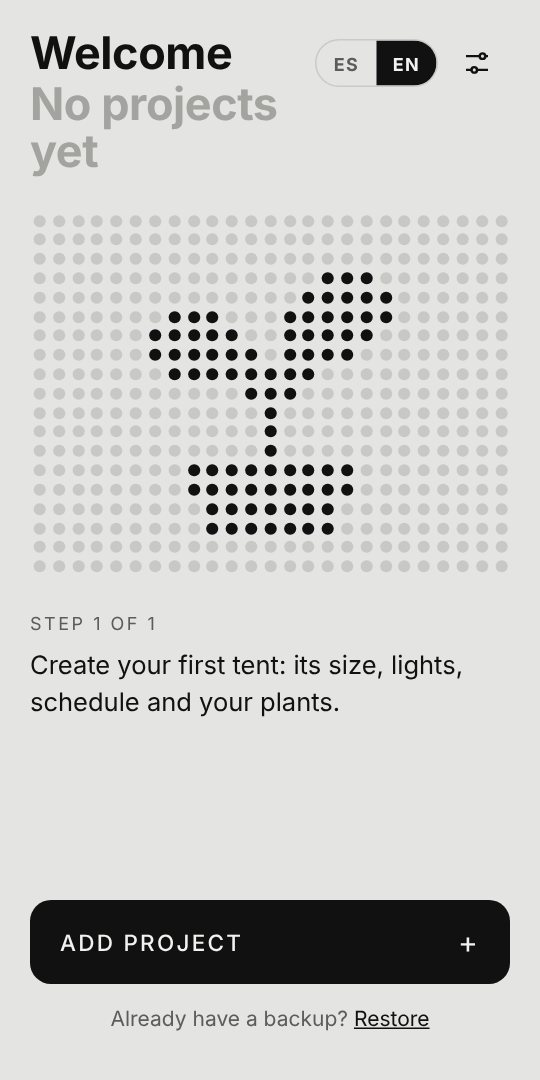 Welcome
No projects
yet
ES EN
STEP 1 OF 1
Create your first tent: its size, lights,
schedule and your plants.
ADD PROJECT +
Already have a backup? Restore